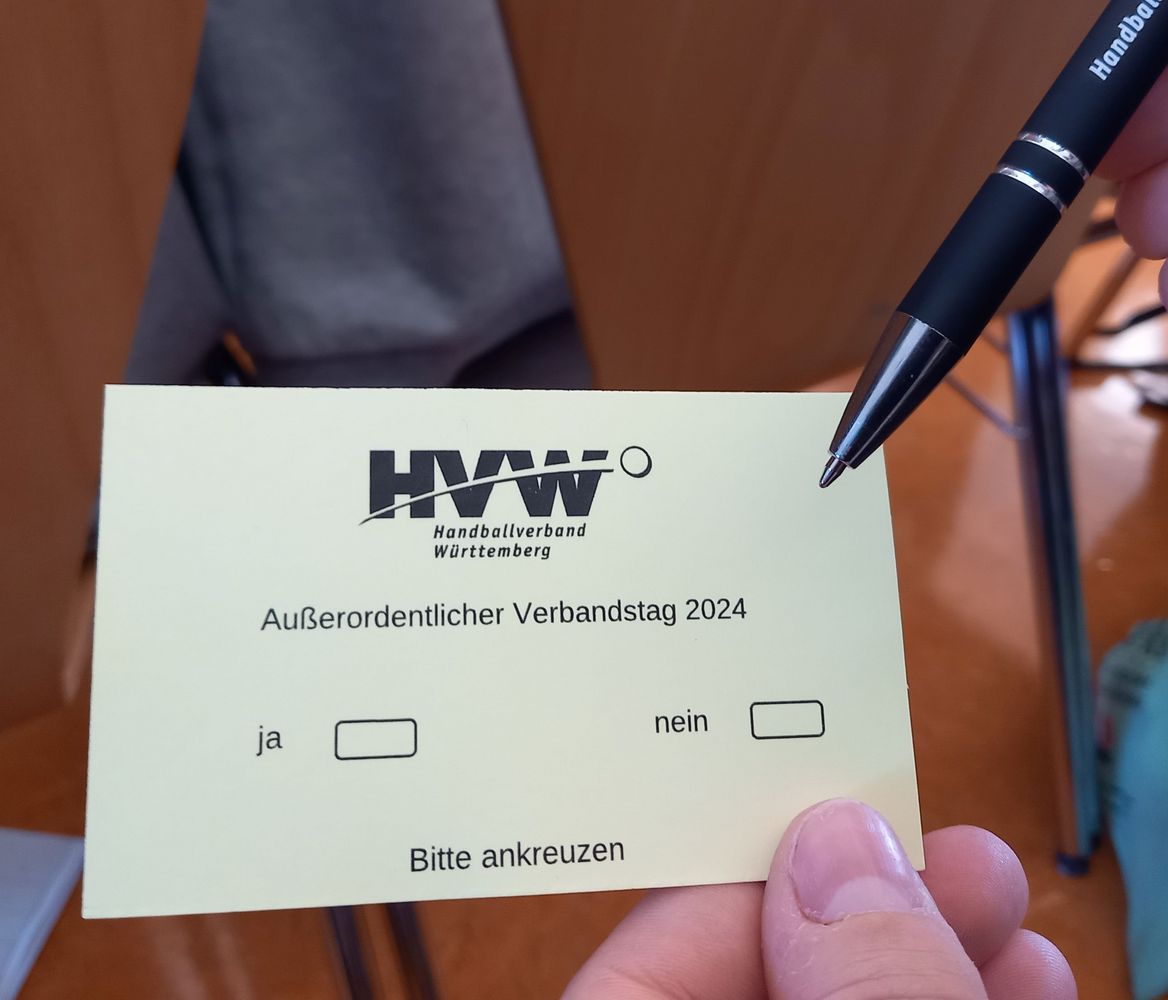 Handbal
HVW
Handballverband
Württemberg
Außerordentlicher Verbandstag 2024
ja
nein
Bitte ankreuzen